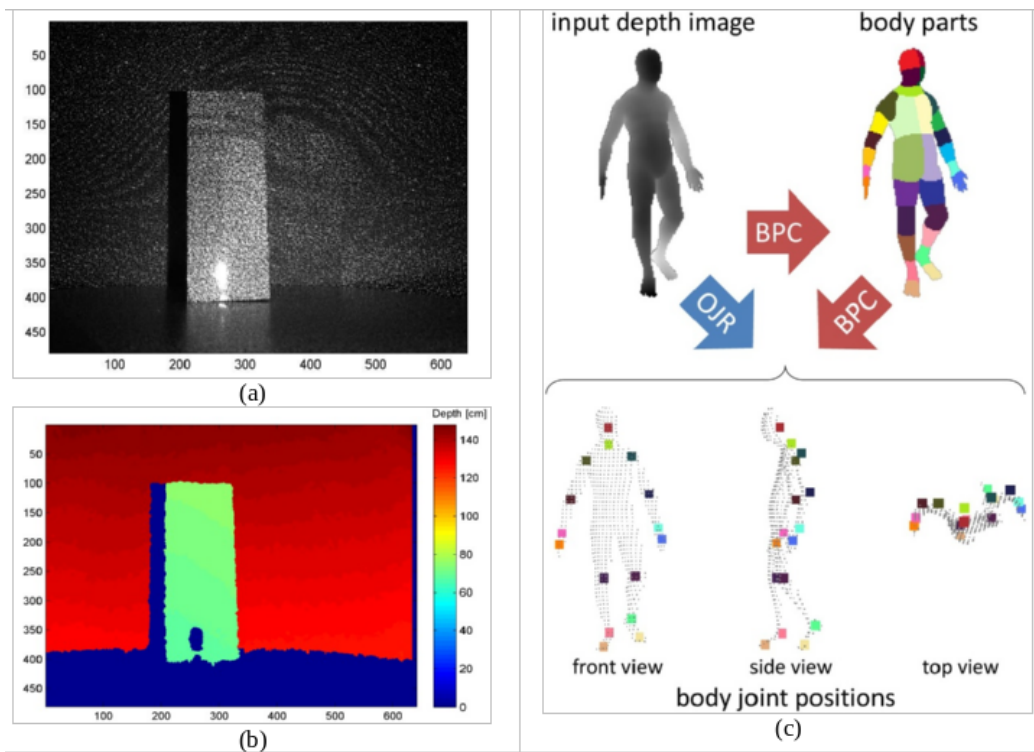 50
100
150
200
250
300
350
400
450
100 200 300 400 500 600
(a)
Depth [cm]
50
100
150
200
250
300
350
400
450
100 200 300 400 500 600
140
120
100
80
60
40
20
0
(b)
input depth image
body parts
BPC
OJR
BPC
front view
side view
top view
body joint positions
(c)